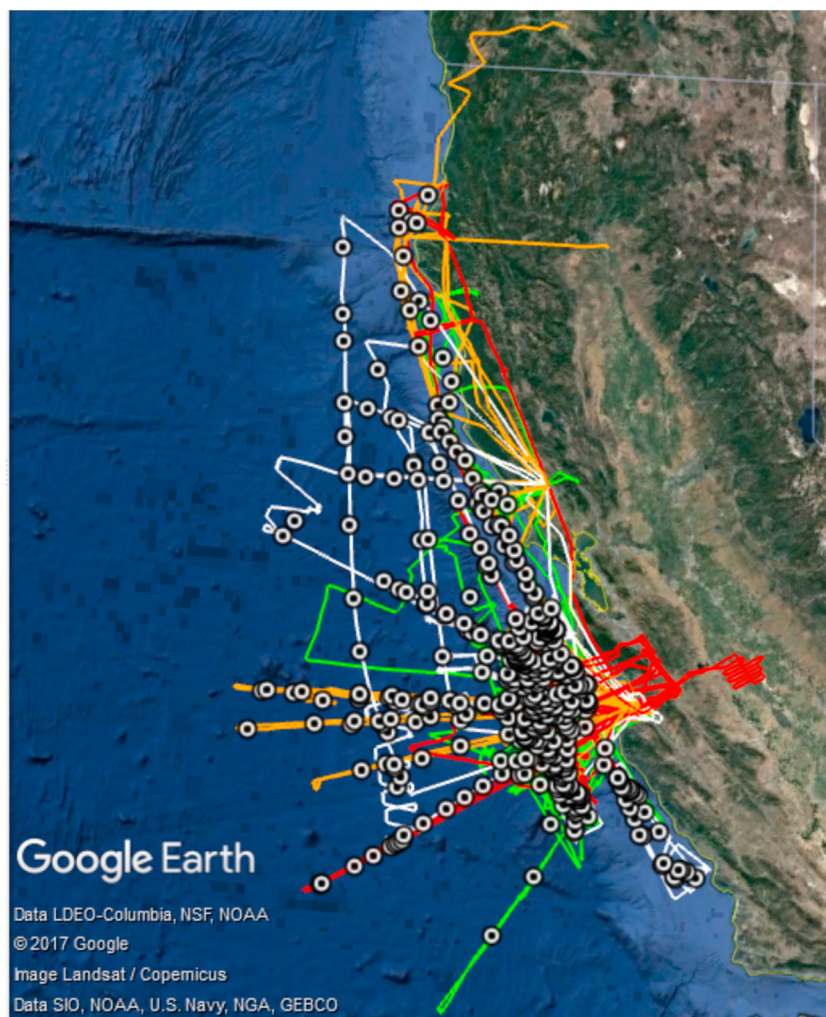 Google Earth
Data LDEO-Columbia, NSF, NOAA
© 2017 Google
Image Landsat / Copernicus
Data SIO, NOAA, U.S. Navy, NGA, GEBCO